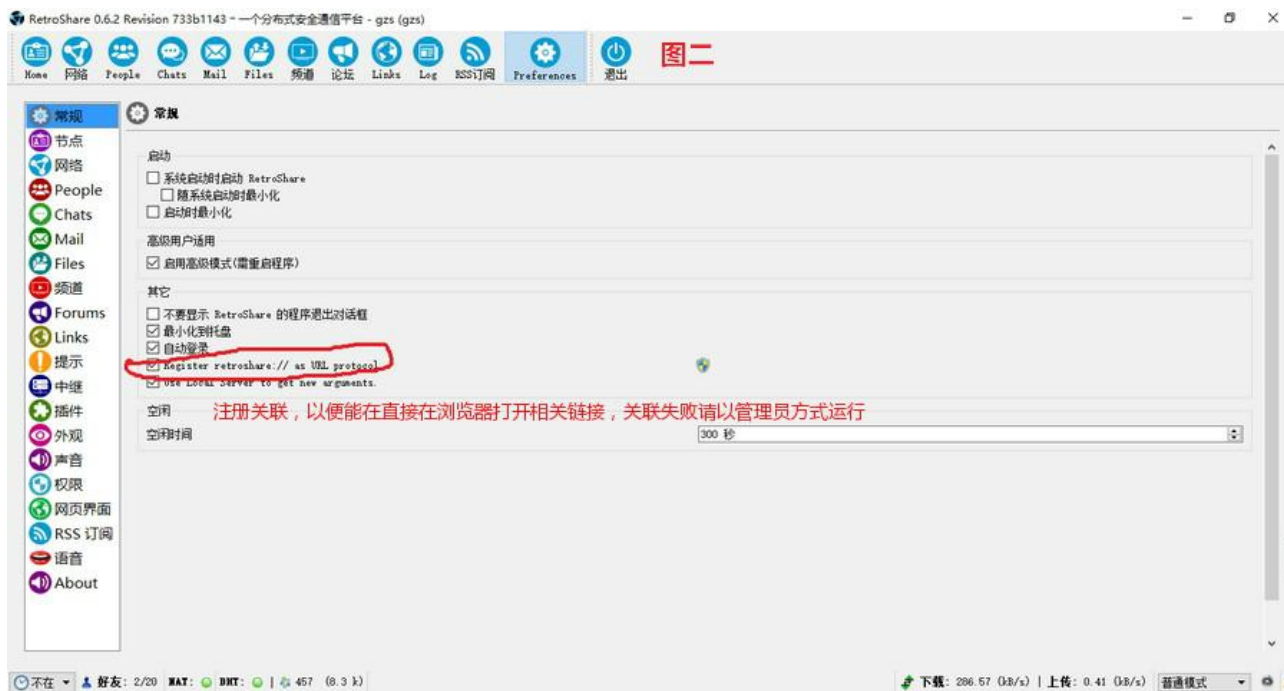 RetroShare 0.6.2 Revision 733b1143 - 一个分布式安全通信平台 - gzs (gzs)
Home 网络 People Chats Mail Files 频道 论坛 Links Log RSS订阅 Preferences 退出
图二
常规
节点
网络
People
Chats
Mail
Files
频道
Forums
Links
提示
中继
插件
外观
声音
权限
网页界面
RSS 订阅
语音
About
常规
启动
系统启动时启动 RetroShare
随系统启动时最小化
启动时最小化
高级用户适用
启用高级模式(需重启程序)
其它
不要显示 RetroShare 的程序退出对话框
最小化到托盘
自动登录
Register retroshare:// as URL protocol
Use Local Server to get new arguments.
注册关联，以便能在直接在浏览器打开相关链接，关联失败请以管理员方式运行
空闲
空闲时间
300 秒
不在 好友: 2/20 NAT: DHT: | 457 (8.3 k)
下载: 286.57 (kB/s) | 上传: 0.41 (kB/s) 普通模式